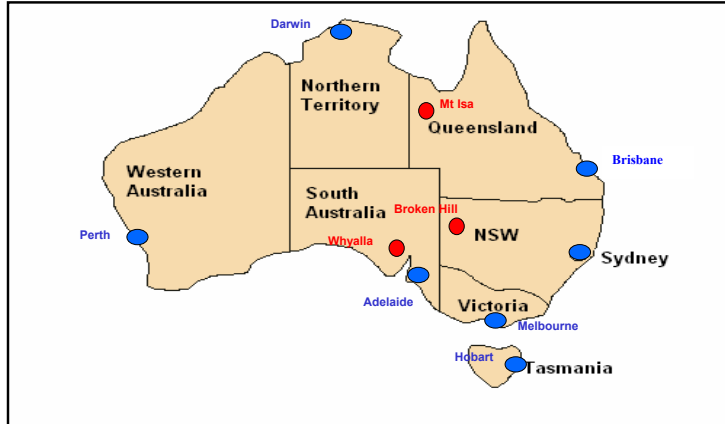 Darwin
Northern
Territory
Mt Isa
Queensland
Brisbane
Western
Australia
South
Australia
Broken Hill
NSW
Perth
Whyalla
Sydney
Adelaide
Victoria
Melbourne
Hobart
Tasmania